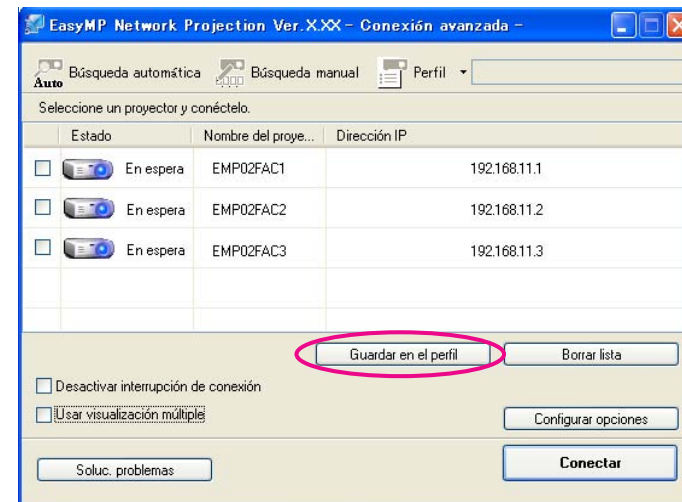 EasyMP Network Projection Ver.X.XX - Conexión avanzada -
Auto Búsqueda automática Búsqueda manual Perfil
Seleccione un proyector y conéctelo.
Estado Nombre del proye... Dirección IP
En espera EMP02FAC1 192.168.11.1
En espera EMP02FAC2 192.168.11.2
En espera EMP02FAC3 192.168.11.3
Guardar en el perfil Borrar lista
Desactivar interrupción de conexión
Usar visualización múltiple Configurar opciones
Soluc. problemas Conectar